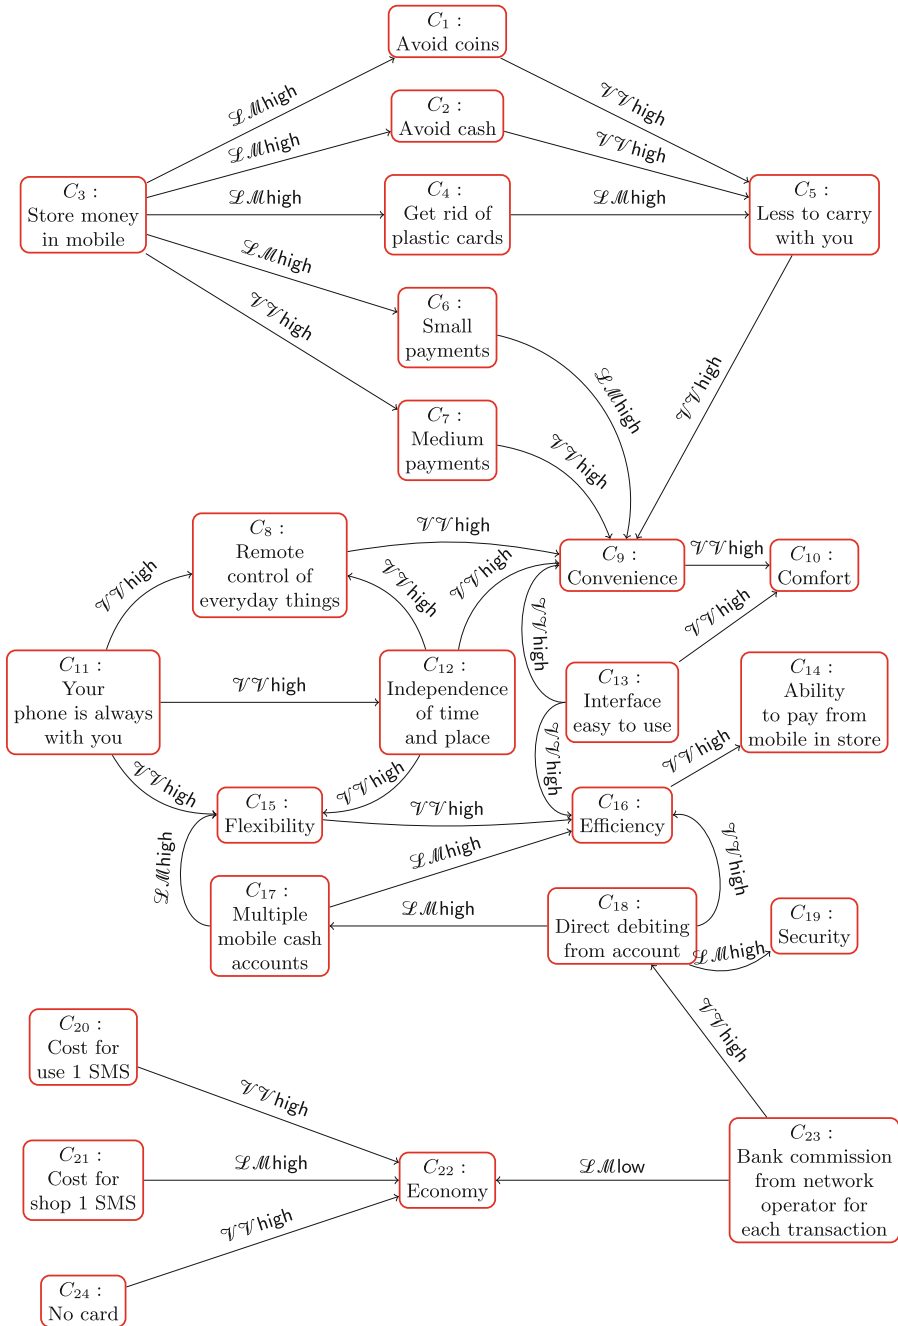 C₁ :
Avoid coins
ℒℳhigh
𝒱𝒱high
C₂ :
Avoid cash
ℒℳhigh
𝒱𝒱high
C₃ :
Store money
in mobile
ℒℳhigh
C₄ :
Get rid of
plastic cards
ℒℳhigh
C₅ :
Less to carry
with you
ℒℳhigh
C₆ :
Small
payments
𝒱𝒱high
ℒℳhigh
𝒱𝒱high
C₇ :
Medium
payments
𝒱𝒱high
C₈ :
Remote
control of
everyday things
𝒱𝒱high
C₉ :
Convenience
𝒱𝒱high
C₁₀ :
Comfort
𝒱𝒱high
𝒱𝒱high
𝒱𝒱high
𝒱𝒱high
𝒱𝒱high
C₁₁ :
Your
phone is always
with you
𝒱𝒱high
C₁₂ :
Independence
of time
and place
C₁₃ :
Interface
easy to use
C₁₄ :
Ability
to pay from
mobile in store
𝒱𝒱high
𝒱𝒱high
𝒱𝒱high
𝒱𝒱high
C₁₅ :
Flexibility
𝒱𝒱high
C₁₆ :
Efficiency
ℒℳhigh
ℒℳhigh
𝒱𝒱high
C₁₇ :
Multiple
mobile cash
accounts
ℒℳhigh
C₁₈ :
Direct debiting
from account
ℒℳhigh
C₁₉ :
Security
C₂₀ :
Cost for
use 1 SMS
𝒱𝒱high
𝒱𝒱high
C₂₁ :
Cost for
shop 1 SMS
ℒℳhigh
C₂₂ :
Economy
ℒℳlow
C₂₃ :
Bank commission
from network
operator for
each transaction
𝒱𝒱high
C₂₄ :
No card